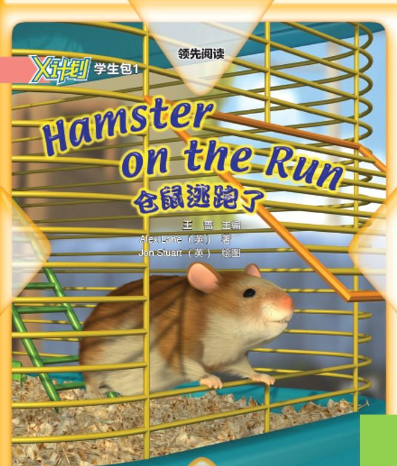 领先阅读
X计划 学生包1
Hamster
on the Run
仓鼠逃跑了
王蔷 主编
Alex Lane（英） 著
Jon Stuart（英） 绘图